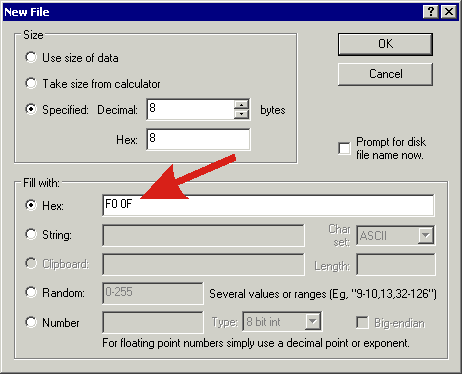 New File
Size
Use size of data
Take size from calculator
Specified: Decimal: 8 bytes
Hex: 8
OK
Cancel
Prompt for disk
file name now.
Fill with:
Hex: F0 0F
String: Char set: ASCII
Clipboard: Length:
Random: 0-255 Several values or ranges (Eg, "9-10,13,32-126")
Number Type: 8 bit int Big-endian
For floating point numbers simply use a decimal point or exponent.